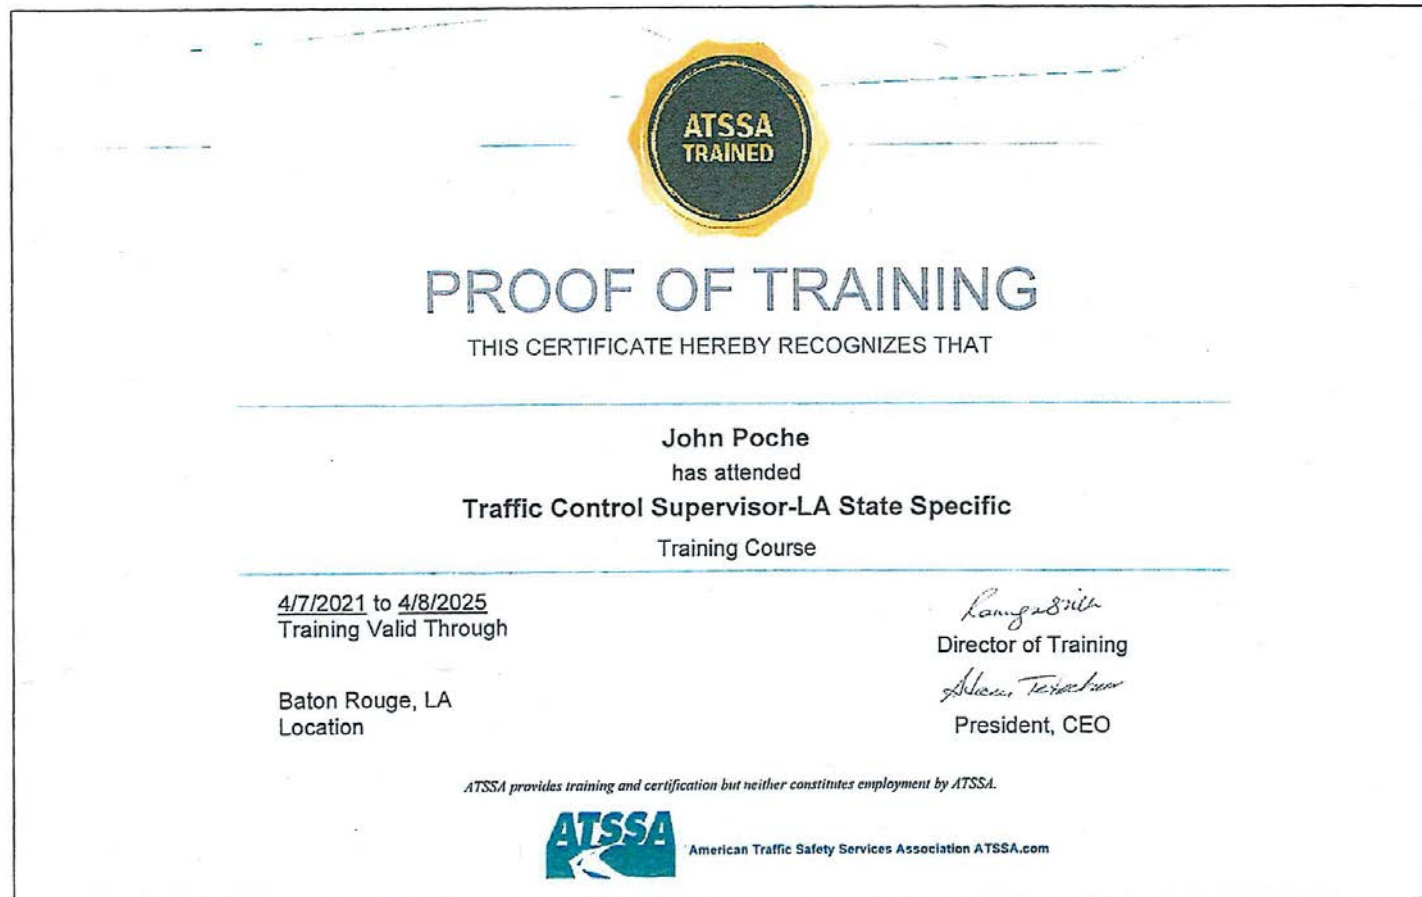 ATSSA
TRAINED
PROOF OF TRAINING
THIS CERTIFICATE HEREBY RECOGNIZES THAT
John Poche
has attended
Traffic Control Supervisor-LA State Specific
Training Course
4/7/2021 to 4/8/2025
Training Valid Through
Director of Training
Baton Rouge, LA
Location
President, CEO
ATSSA provides training and certification but neither constitutes employment by ATSSA.
ATSSA
American Traffic Safety Services Association ATSSA.com